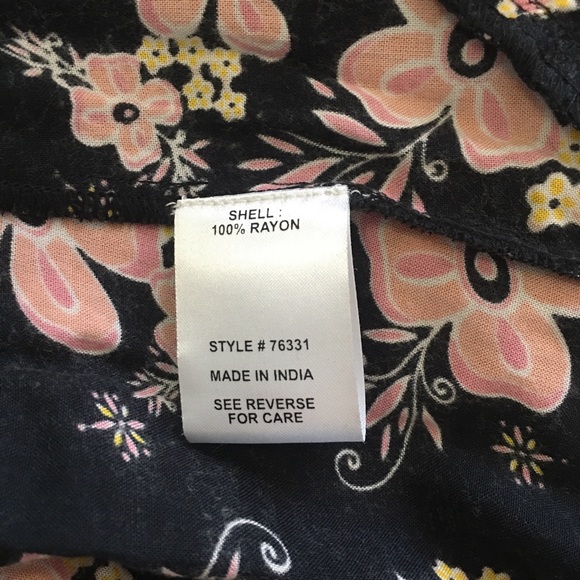 SHELL :
100% RAYON
STYLE # 76331
MADE IN INDIA
SEE REVERSE
FOR CARE